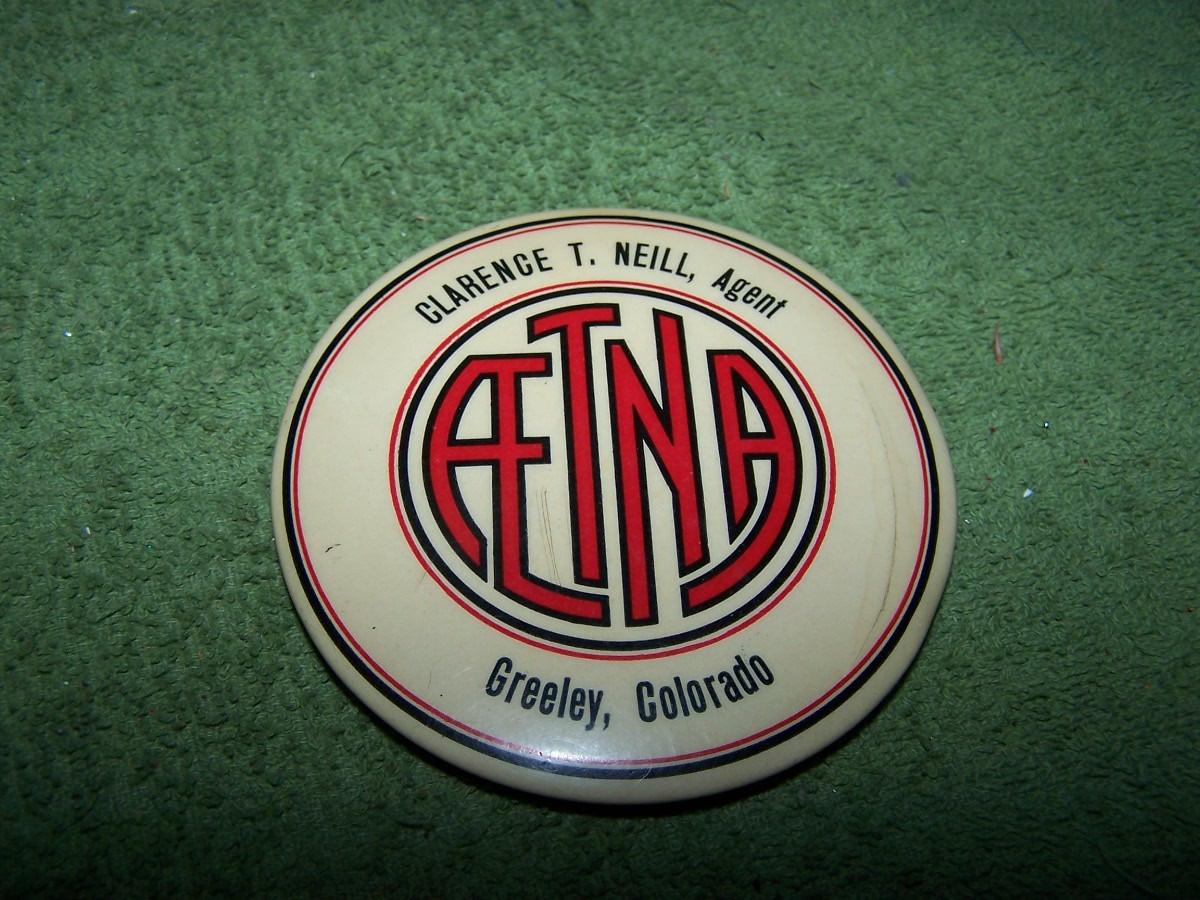 CLARENCE T. NEILL, Agent
ÆTNA
Greeley, Colorado